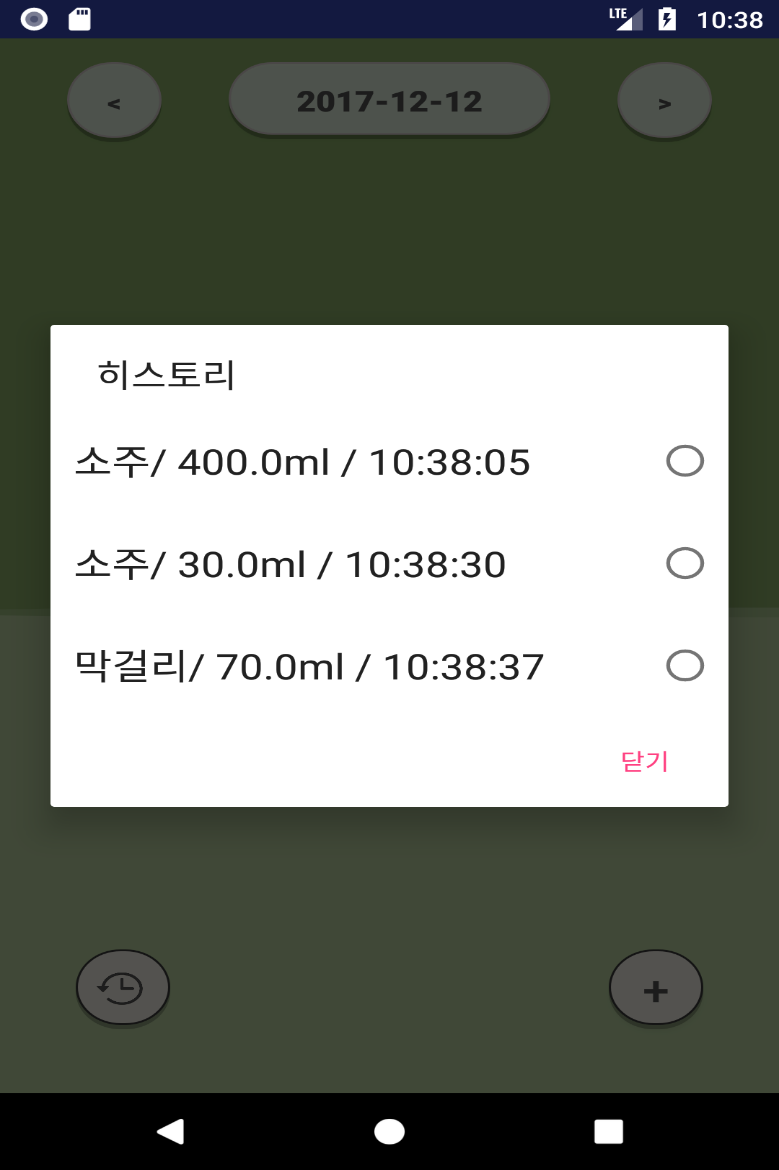 LTE 10:38
< 2017-12-12 >
히스토리
소주/ 400.0ml / 10:38:05
소주/ 30.0ml / 10:38:30
막걸리/ 70.0ml / 10:38:37
닫기
+